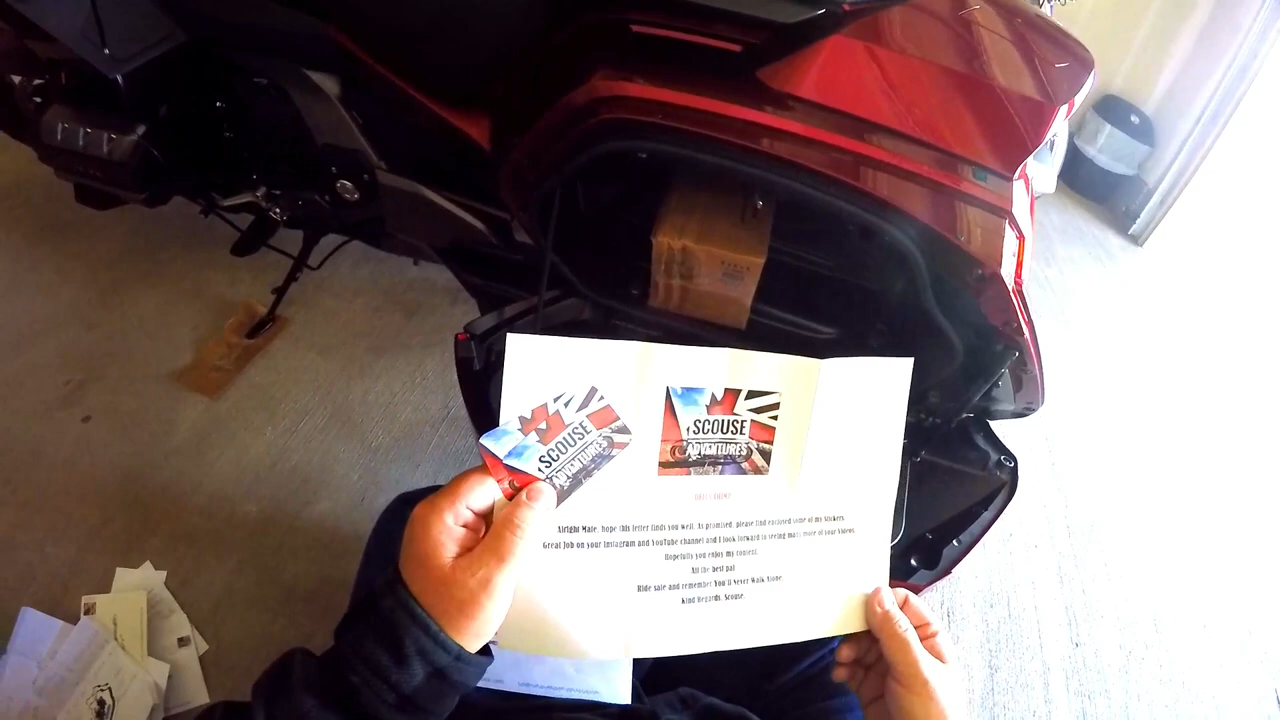 SCOUSE
ADVENTURES
SCOUSE
ADVENTURES
Alright Mate, hope this letter finds you well. As promised, please find enclosed some of my Stickers.
Great Job on your Instagram and YouTube channel and I look forward to seeing many more of your Videos.
Hopefully you enjoy my content.
All the best pal
Ride safe and remember You'll Never Walk Alone.
Kind Regards, Scouse.